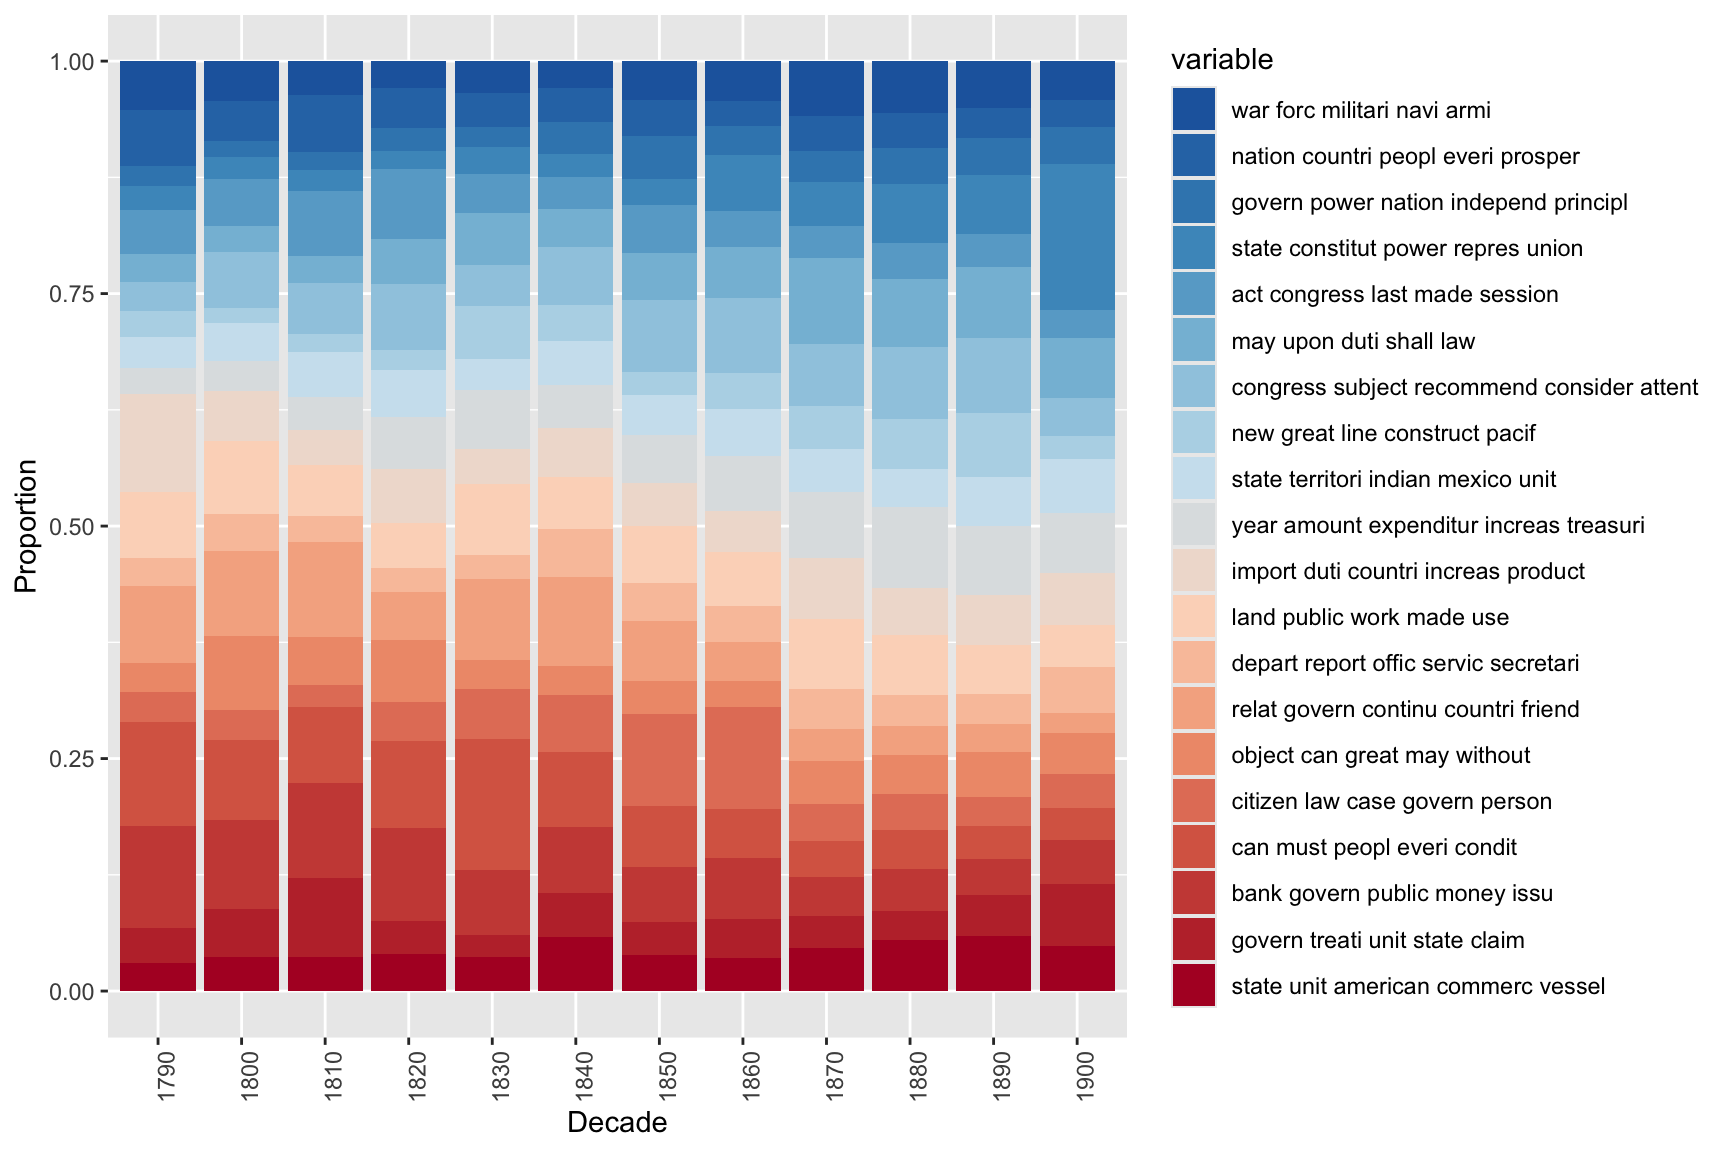 variable
war forc militari navi armi
nation countri peopl everi prosper
govern power nation independ principl
state constitut power repres union
act congress last made session
may upon duti shall law
congress subject recommend consider attent
new great line construct pacif
state territori indian mexico unit
year amount expenditur increas treasuri
import duti countri increas product
land public work made use
depart report offic servic secretari
relat govern continu countri friend
object can great may without
citizen law case govern person
can must peopl everi condit
bank govern public money issu
govern treati unit state claim
state unit american commerc vessel
Proportion
1.00
0.75
0.50
0.25
0.00
1790
1800
1810
1820
1830
1840
1850
1860
1870
1880
1890
1900
Decade